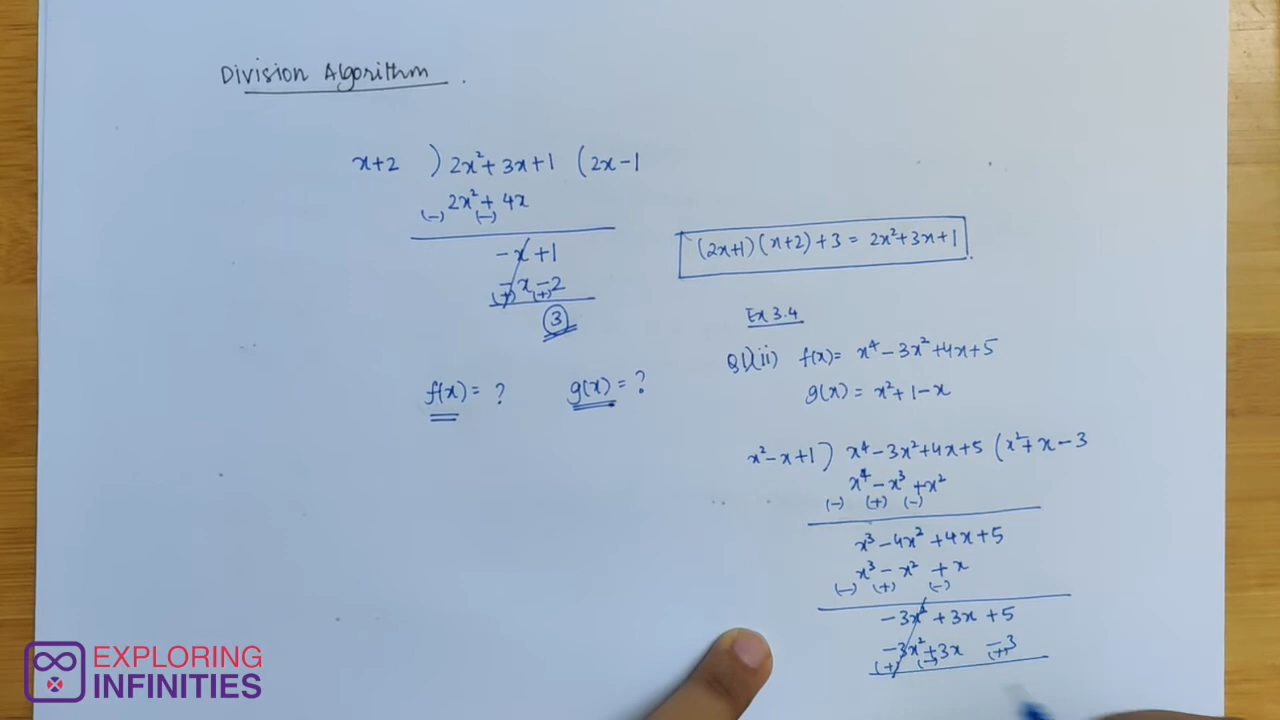 Division Algorithm.
x+2 ) 2x²+3x+1 (2x-1
2x²+4x
(-) (-)
-x+1
-x-2
(+) (+)
3
(2x+1)(x+2)+3 = 2x²+3x+1
f(x)= ? g(x)= ?
Ex 3.4
Q1)(ii) f(x)= x⁴-3x²+4x+5
g(x) = x²+1-x
x²-x+1) x⁴-3x²+4x+5 (x²+x-3
x⁴-x³+x²
(-) (+) (-)
x³-4x²+4x+5
x³-x²+x
(-) (+) (-)
-3x²+3x+5
-3x²+3x-3
(+) (-) (+)
EXPLORING
INFINITIES